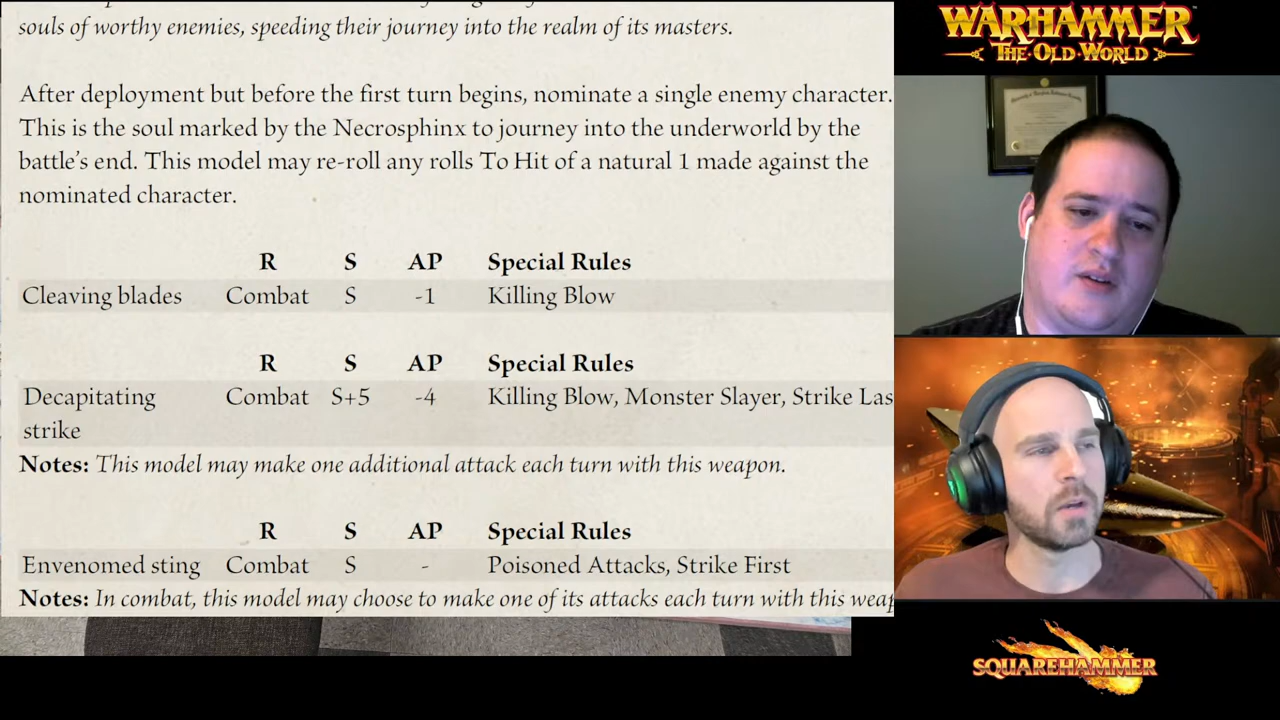 souls of worthy enemies, speeding their journey into the realm of its masters.
After deployment but before the first turn begins, nominate a single enemy character.
This is the soul marked by the Necrosphinx to journey into the underworld by the
battle's end. This model may re-roll any rolls To Hit of a natural 1 made against the
nominated character.
R S AP Special Rules
Cleaving blades Combat S -1 Killing Blow
R S AP Special Rules
Decapitating Combat S+5 -4 Killing Blow, Monster Slayer, Strike Las
strike
Notes: This model may make one additional attack each turn with this weapon.
R S AP Special Rules
Envenomed sting Combat S - Poisoned Attacks, Strike First
Notes: In combat, this model may choose to make one of its attacks each turn with this weap
WARHAMMER
THE·OLD·WORLD
SQUAREHAMMER